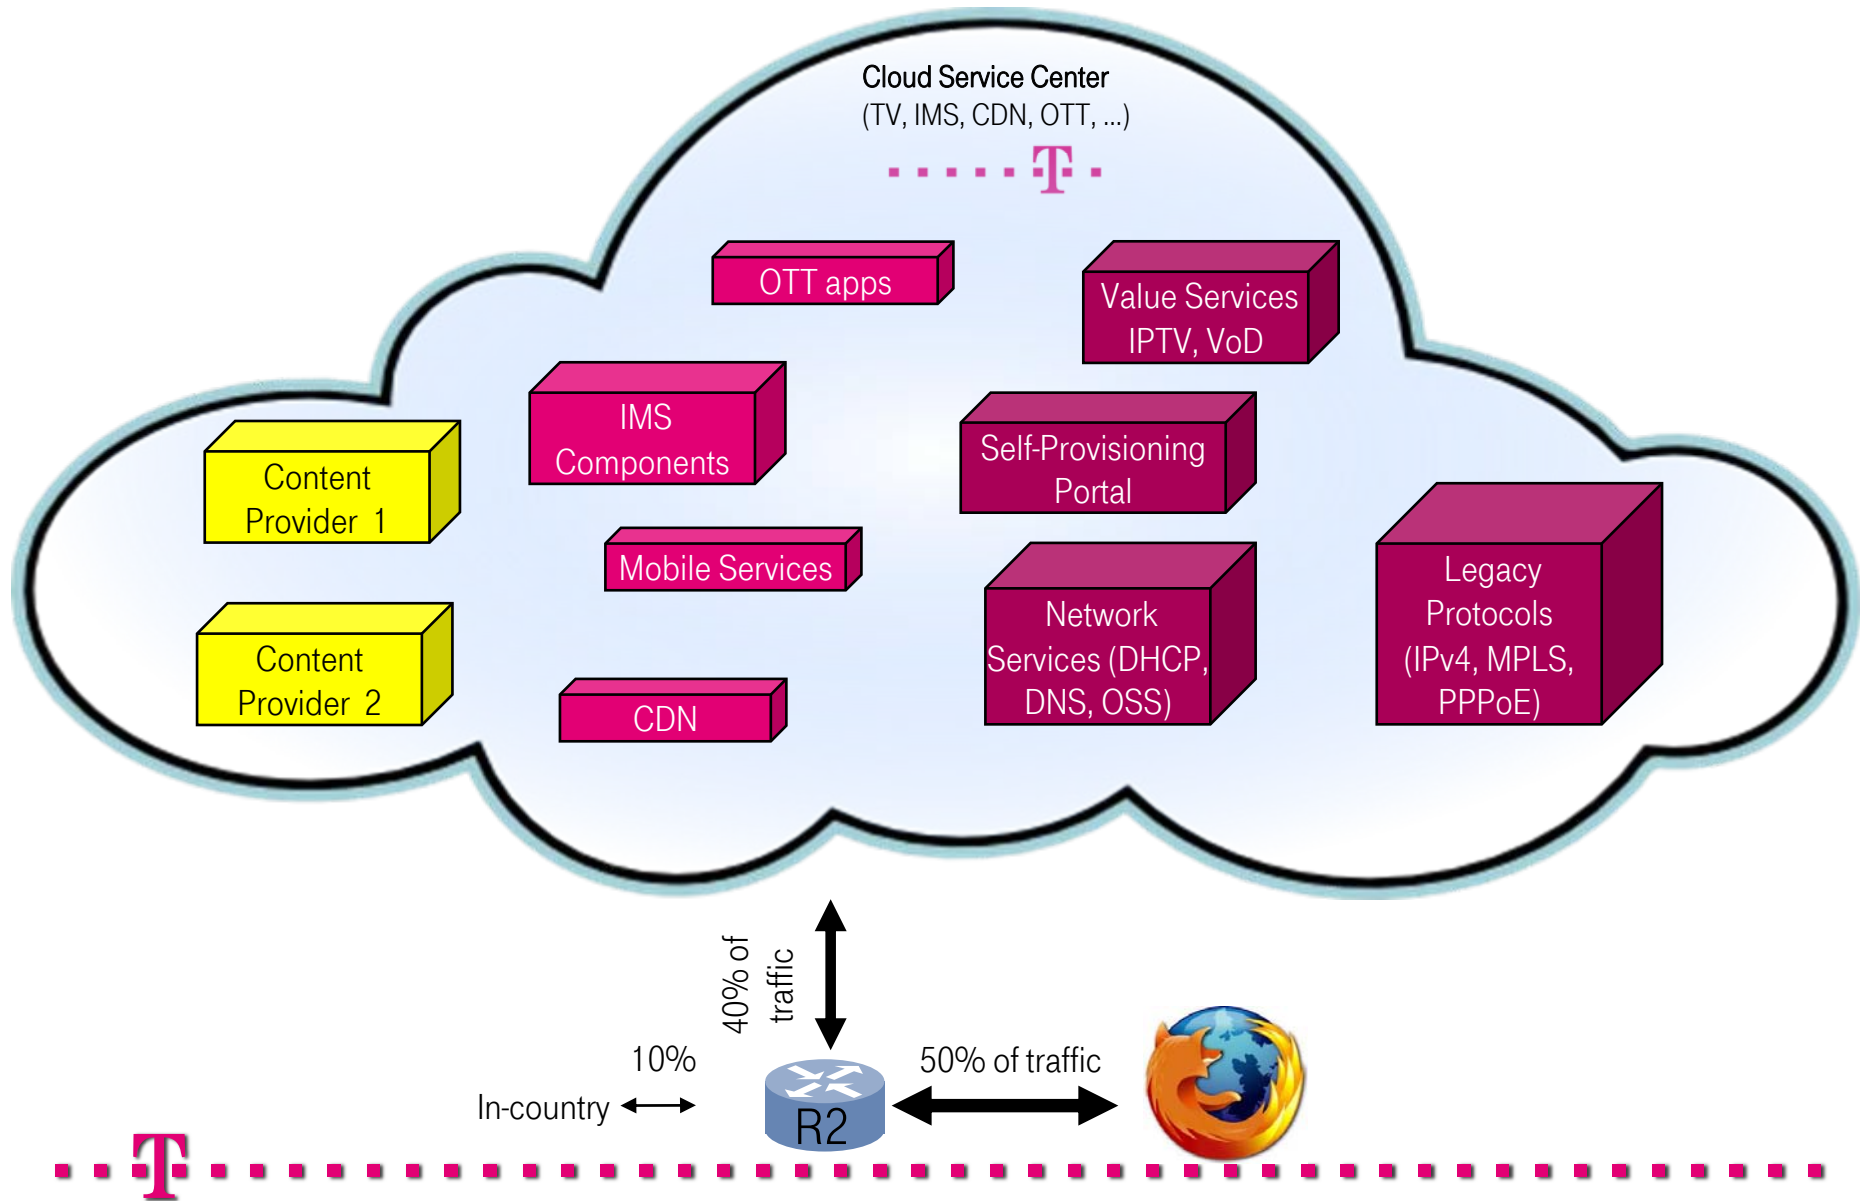 Cloud Service Center
(TV, IMS, CDN, OTT, ...)
T
OTT apps
Value Services
IPTV, VoD
IMS
Components
Self-Provisioning
Portal
Content
Provider 1
Mobile Services
Legacy
Protocols
(IPv4, MPLS,
PPPoE)
Network
Services (DHCP,
DNS, OSS)
Content
Provider 2
CDN
40% of
traffic
10%
50% of traffic
In-country
R2
T